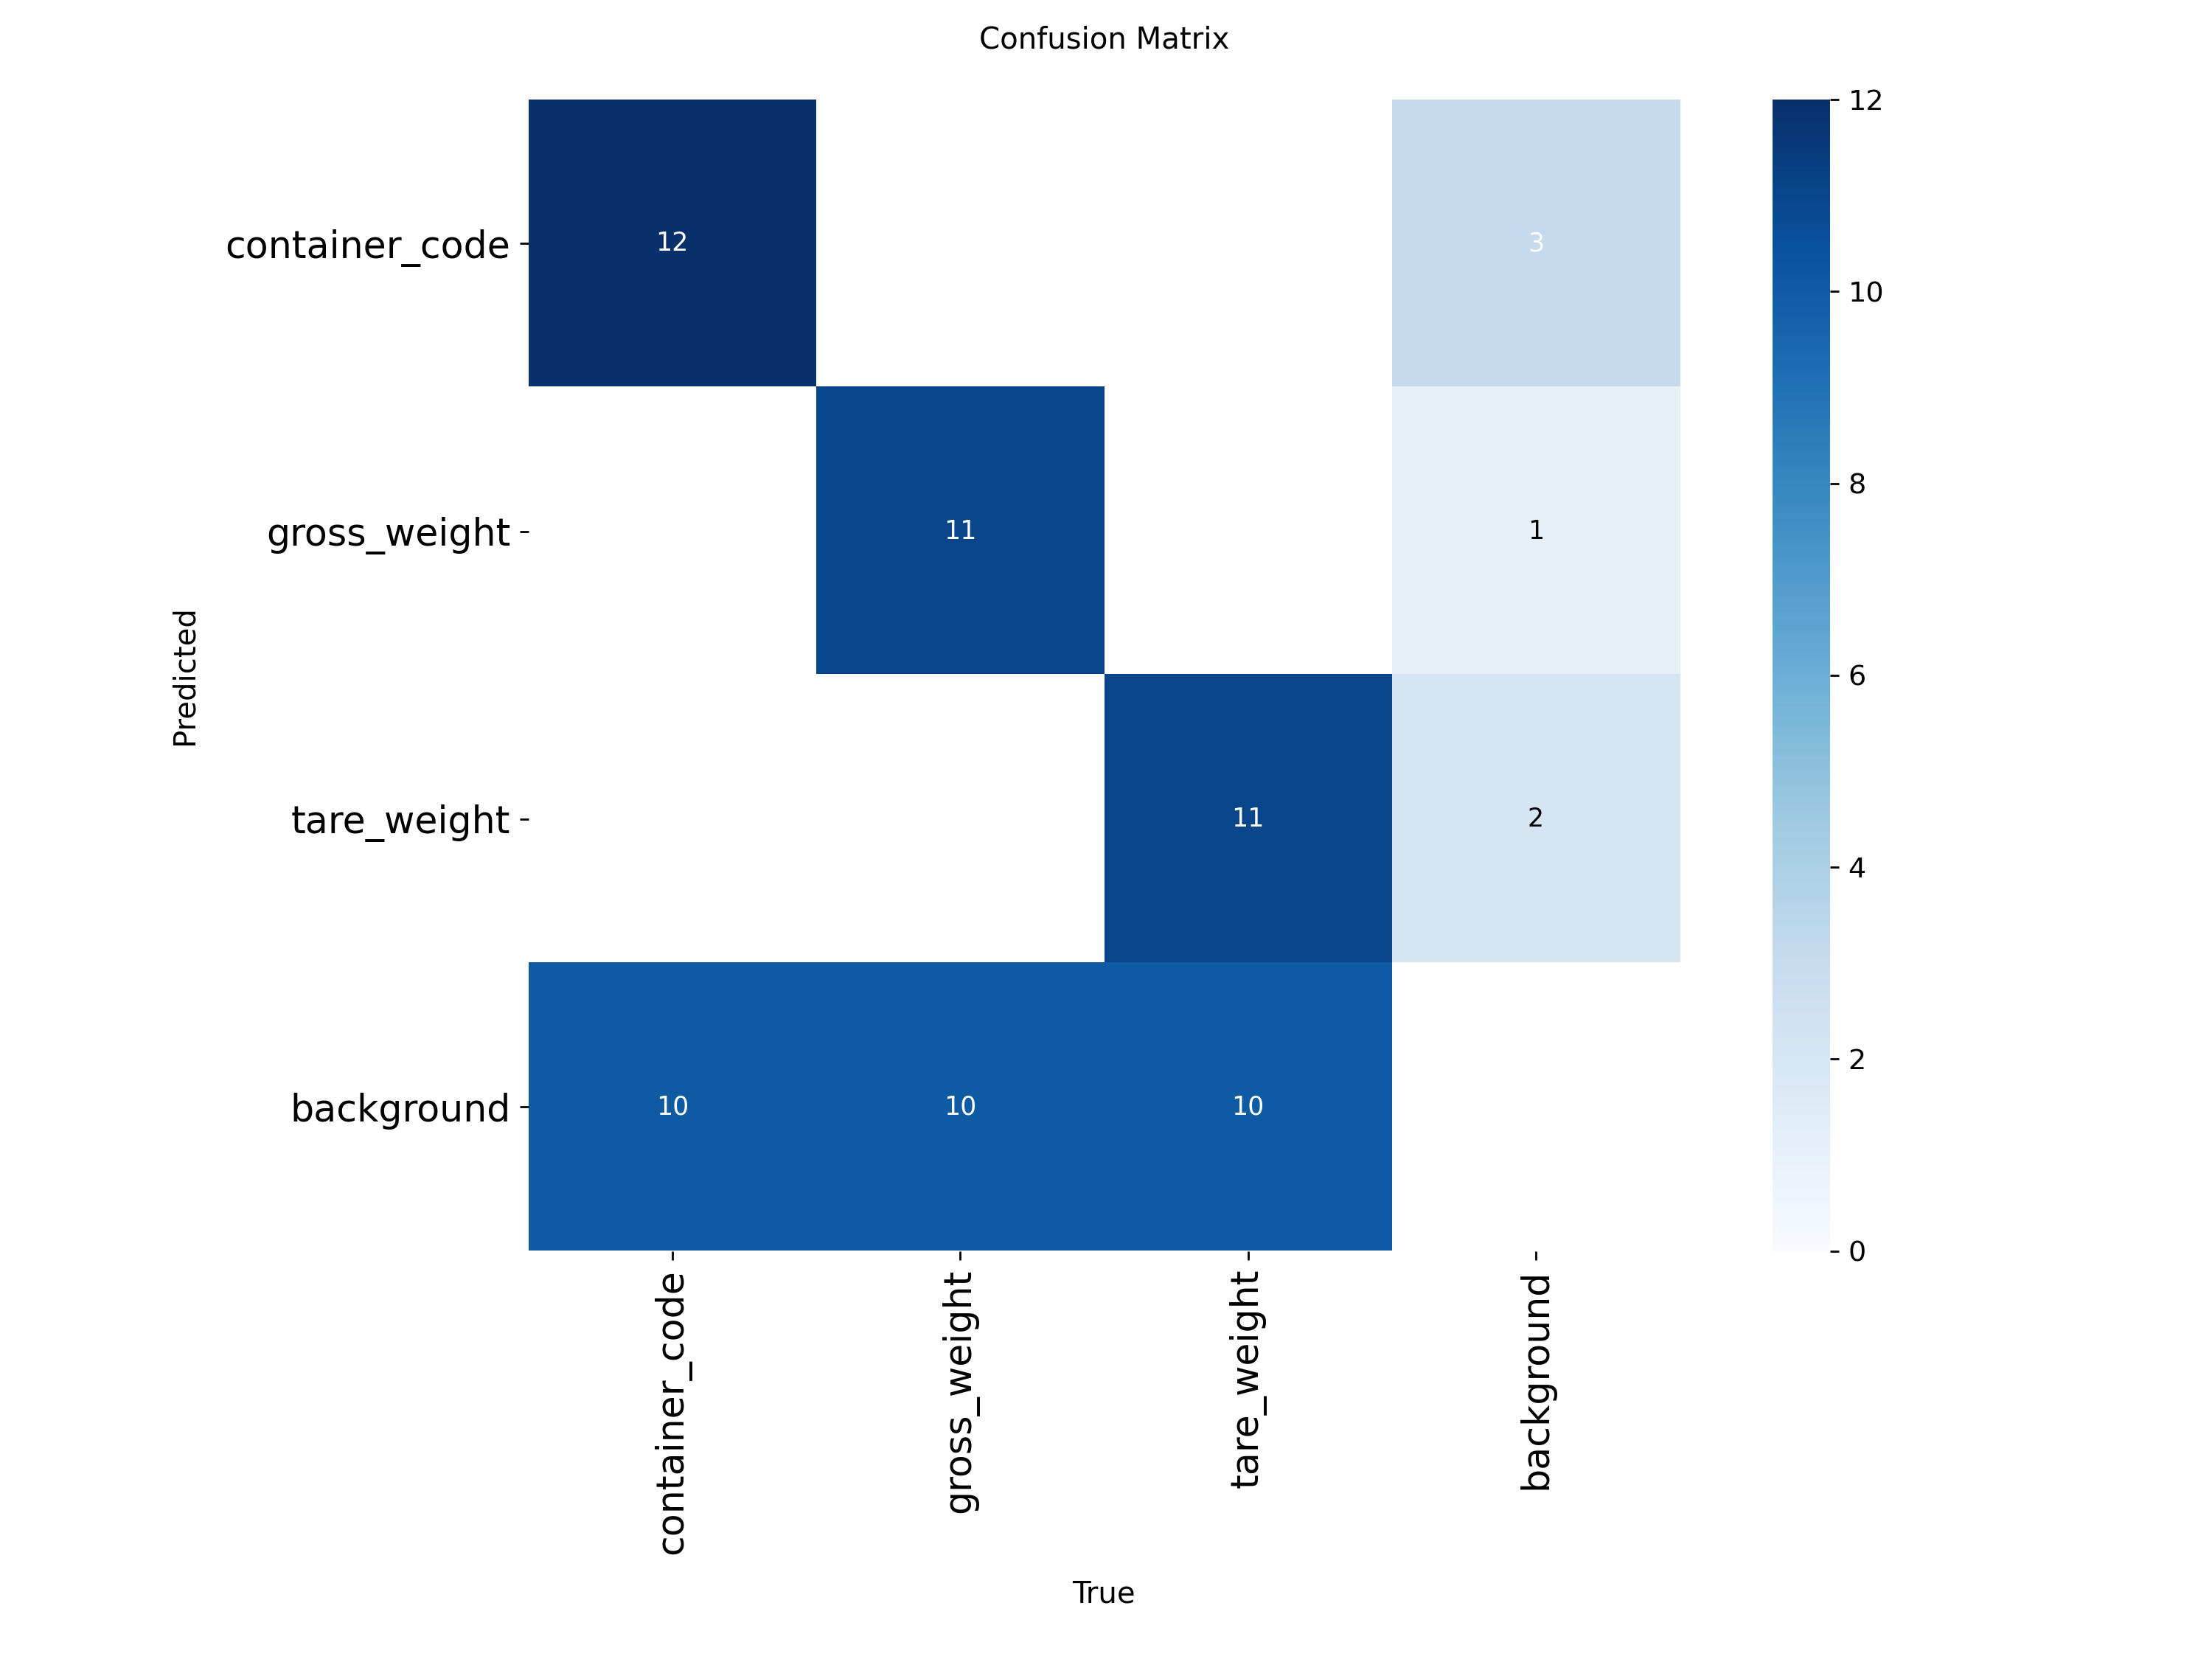 Confusion Matrix
container_code
12
3
12
10
gross_weight
11
1
8
Predicted
6
tare_weight
11
2
4
2
background
10
10
10
0
container_code
gross_weight
tare_weight
background
True